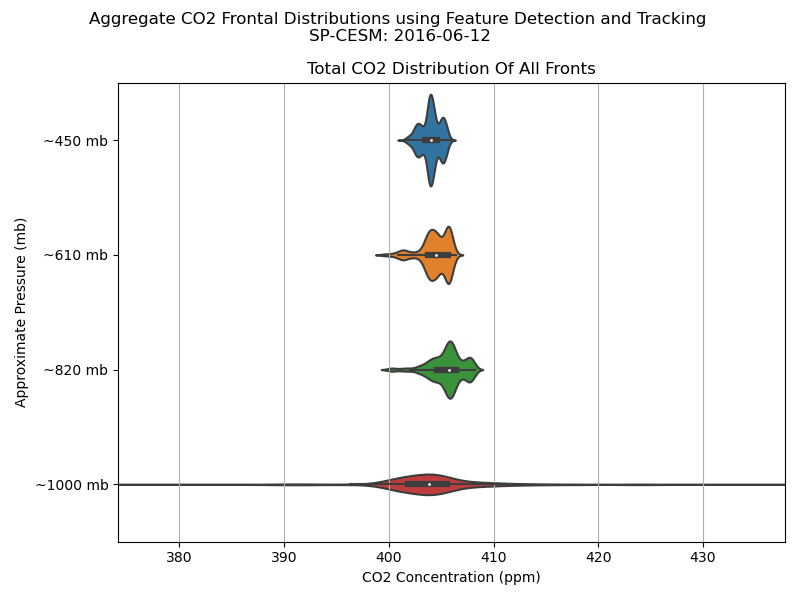 Aggregate CO2 Frontal Distributions using Feature Detection and Tracking
SP-CESM: 2016-06-12
Total CO2 Distribution Of All Fronts
~450 mb
~610 mb
~820 mb
~1000 mb
Approximate Pressure (mb)
380 390 400 410 420 430
CO2 Concentration (ppm)